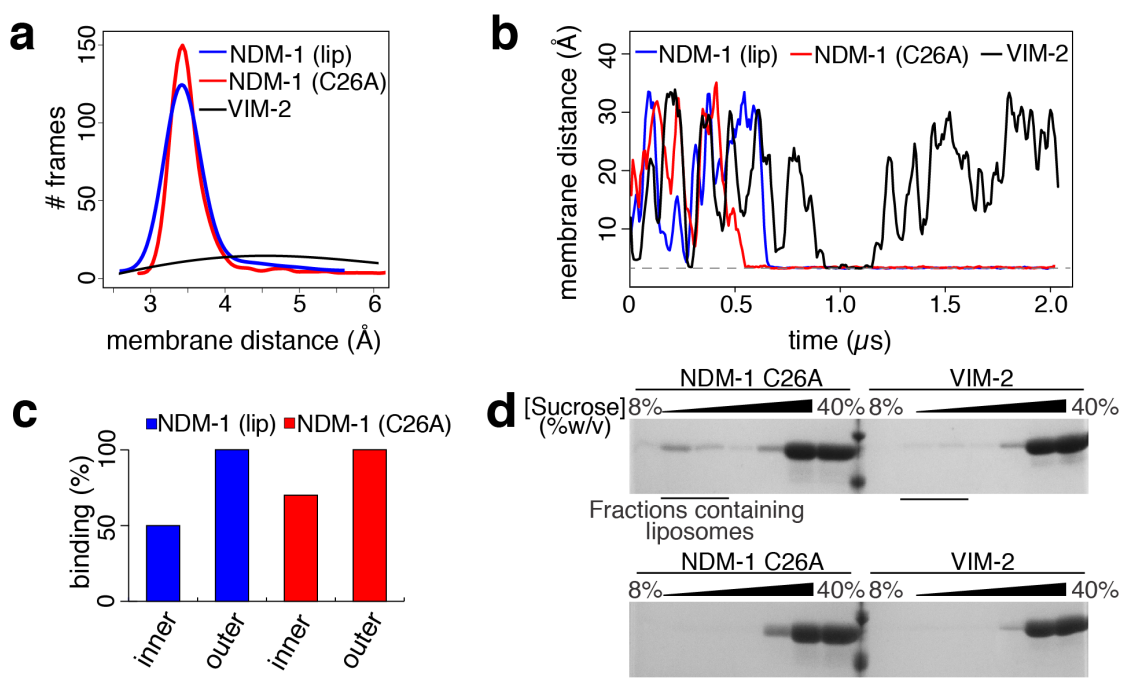 a
150
100
50
0
# frames
NDM-1 (lip)
NDM-1 (C26A)
VIM-2
3 4 5 6
membrane distance (Å)
b
membrane distance (Å)
40
30
20
10
NDM-1 (lip) NDM-1 (C26A) VIM-2
0 0.5 1.0 1.5 2.0
time (µs)
c
NDM-1 (lip) NDM-1 (C26A)
binding (%)
100
50
0
inner outer inner outer
d
NDM-1 C26A VIM-2
[Sucrose] 8% 40% 8% 40%
(%w/v)
Fractions containing
liposomes
NDM-1 C26A VIM-2
8% 40% 8% 40%